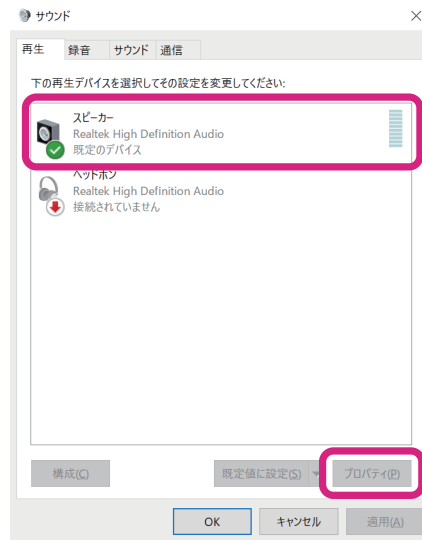 サウンド
再生 録音 サウンド 通信
下の再生デバイスを選択してその設定を変更してください:
スピーカー
Realtek High Definition Audio
既定のデバイス
ヘッドホン
Realtek High Definition Audio
接続されていません
構成(C) 既定値に設定(S) プロパティ(P)
OK キャンセル 適用(A)